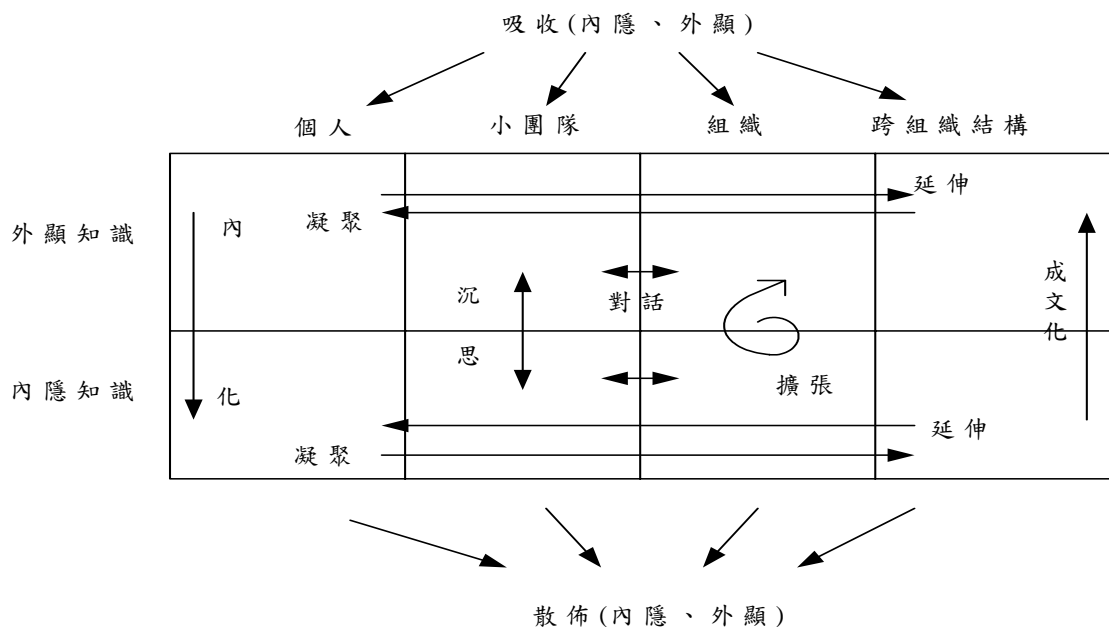 吸收(內隱、外顯)
個人 小團隊 組織 跨組織結構
延伸
凝聚
外顯知識
內
沉
對話
成文化
思
內隱知識
化
擴張
延伸
凝聚
散佈(內隱、外顯)